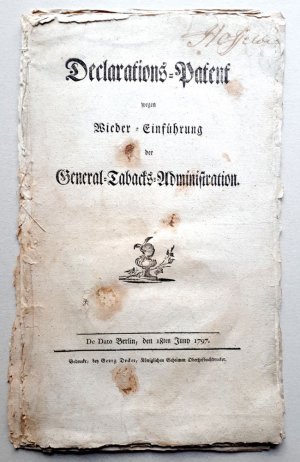 Declarations-Patent
wegen
Wieder-Einführung
der
General-Tabacks-Administration.
De Dato Berlin, den 18ten Juny 1797.
Gedruckt, bey Georg Decker, Königlichen Geheimen Oberhofbuchdrucker.